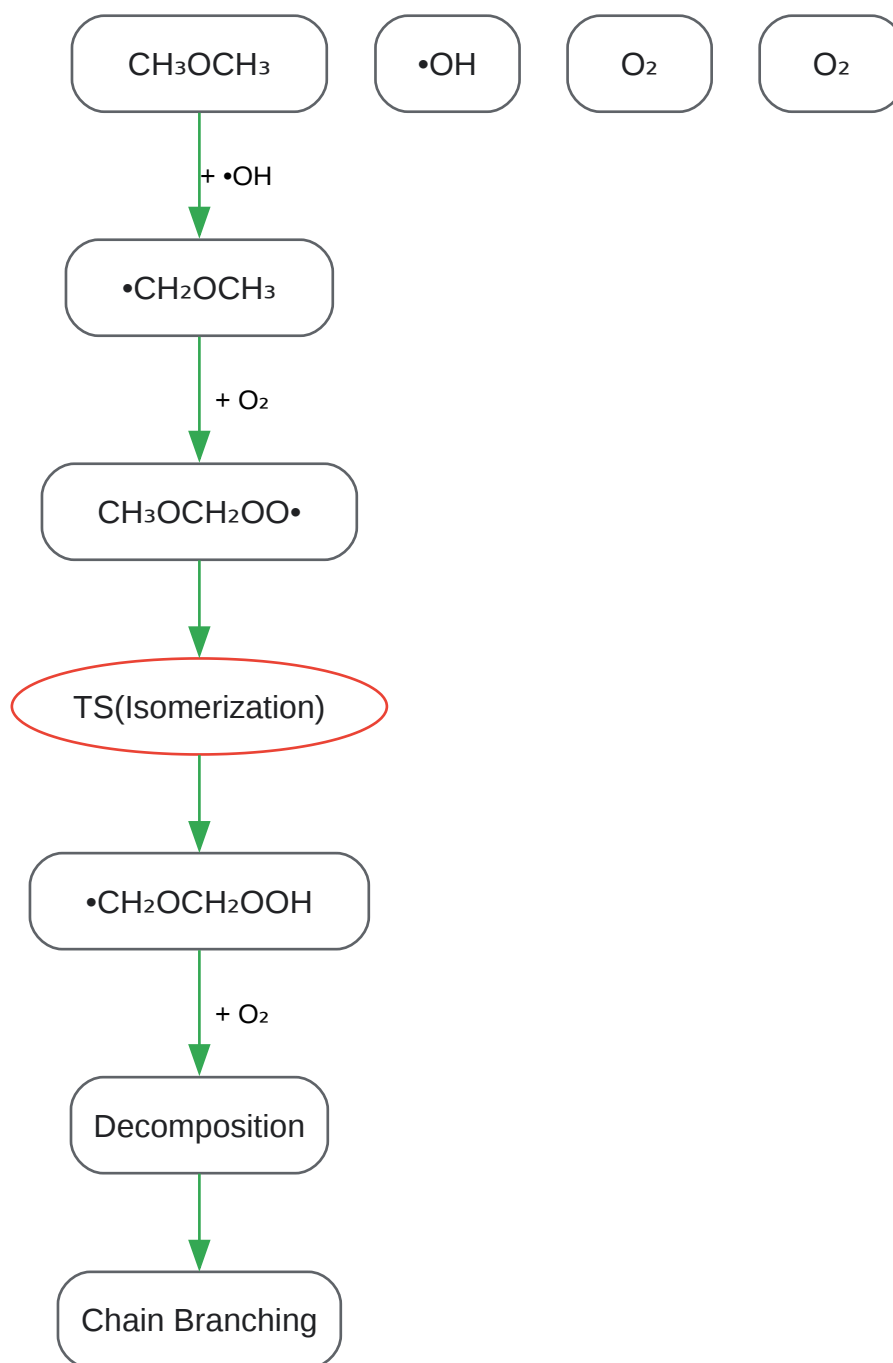 CH₃OCH₃ •OH O₂ O₂
+ •OH
•CH₂OCH₃
+ O₂
CH₃OCH₂OO•
TS(Isomerization)
•CH₂OCH₂OOH
+ O₂
Decomposition
Chain Branching